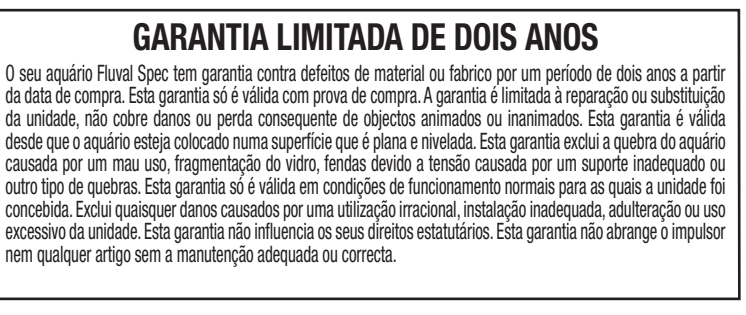 GARANTIA LIMITADA DE DOIS ANOS
O seu aquário Fluval Spec tem garantia contra defeitos de material ou fabrico por um período de dois anos a partir
da data de compra. Esta garantia só é válida com prova de compra. A garantia é limitada à reparação ou substituição
da unidade, não cobre danos ou perda consequente de objectos animados ou inanimados. Esta garantia é válida
desde que o aquário esteja colocado numa superfície que é plana e nivelada. Esta garantia exclui a quebra do aquário
causada por um mau uso, fragmentação do vidro, fendas devido a tensão causada por um suporte inadequado ou
outro tipo de quebras. Esta garantia só é válida em condições de funcionamento normais para as quais a unidade foi
concebida. Exclui quaisquer danos causados por uma utilização irracional, instalação inadequada, adulteração ou uso
excessivo da unidade. Esta garantia não influencia os seus direitos estatutários. Esta garantia não abrange o impulsor
nem qualquer artigo sem a manutenção adequada ou correcta.